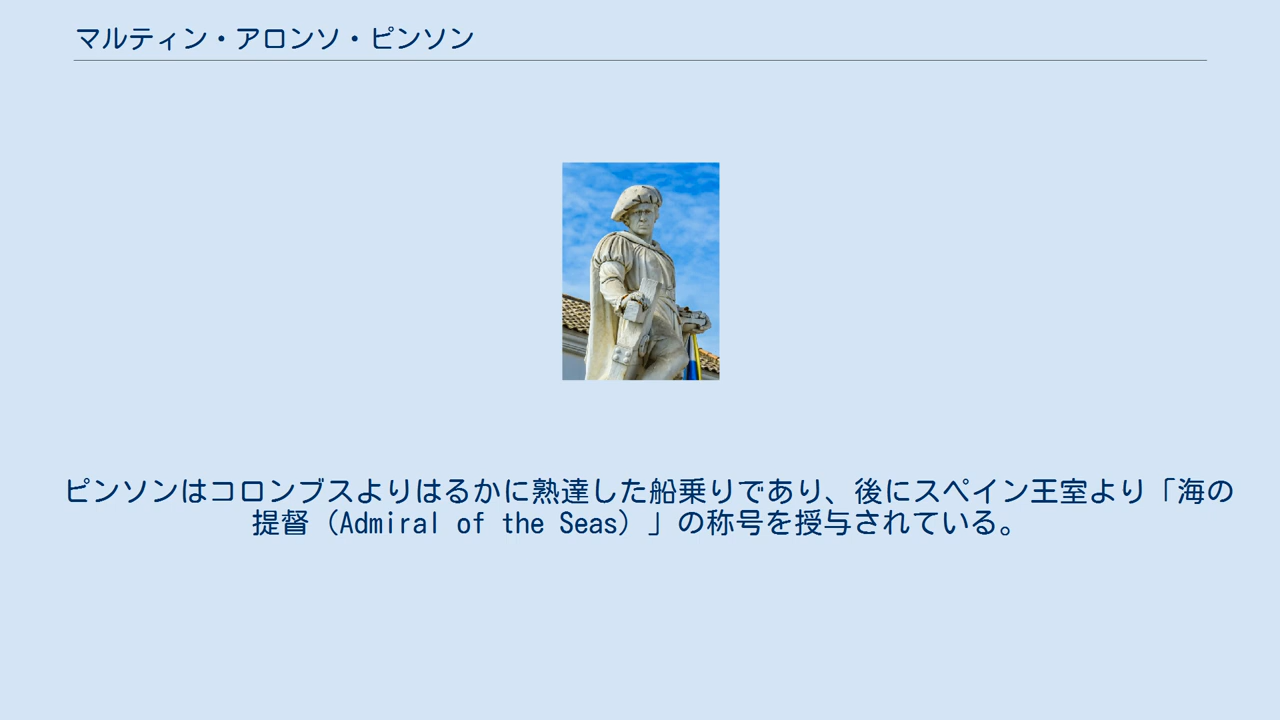 マルティン・アロンソ・ピンソン
ピンソンはコロンブスよりはるかに熟達した船乗りであり、後にスペイン王室より「海の
提督（Admiral of the Seas）」の称号を授与されている。